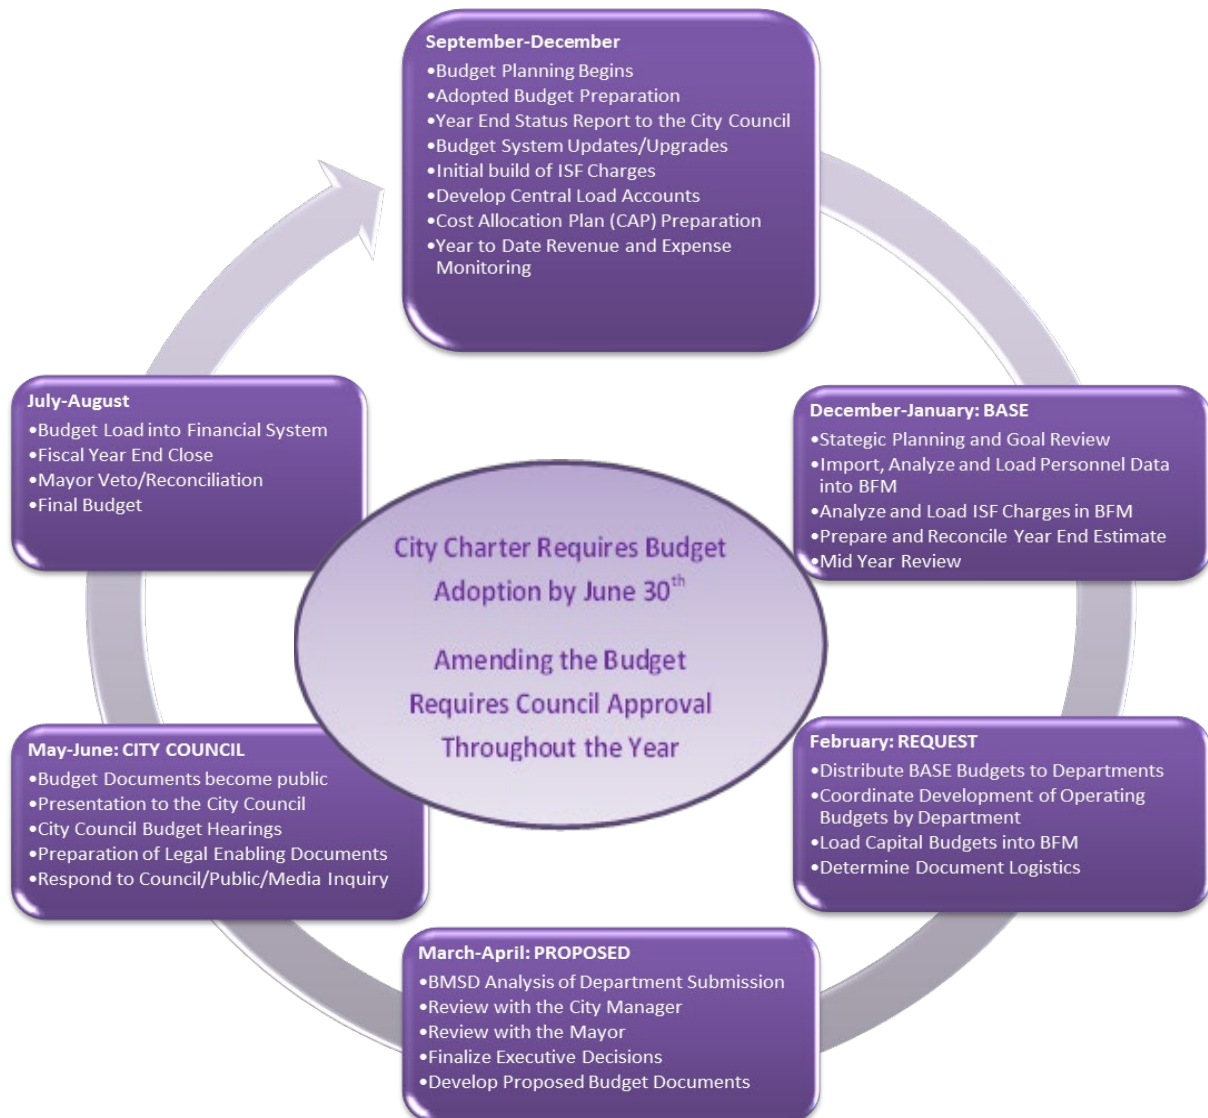 September-December
•Budget Planning Begins
•Adopted Budget Preparation
•Year End Status Report to the City Council
•Budget System Updates/Upgrades
•Initial build of ISF Charges
•Develop Central Load Accounts
•Cost Allocation Plan (CAP) Preparation
•Year to Date Revenue and Expense
Monitoring
December-January: BASE
•Stategic Planning and Goal Review
•Import, Analyze and Load Personnel Data
into BFM
•Analyze and Load ISF Charges in BFM
•Prepare and Reconcile Year End Estimate
•Mid Year Review
February: REQUEST
•Distribute BASE Budgets to Departments
•Coordinate Development of Operating
Budgets by Department
•Load Capital Budgets into BFM
•Determine Document Logistics
March-April: PROPOSED
•BMSD Analysis of Department Submission
•Review with the City Manager
•Review with the Mayor
•Finalize Executive Decisions
•Develop Proposed Budget Documents
May-June: CITY COUNCIL
•Budget Documents become public
•Presentation to the City Council
•City Council Budget Hearings
•Preparation of Legal Enabling Documents
•Respond to Council/Public/Media Inquiry
July-August
•Budget Load into Financial System
•Fiscal Year End Close
•Mayor Veto/Reconciliation
•Final Budget
City Charter Requires Budget
Adoption by June 30th
Amending the Budget
Requires Council Approval
Throughout the Year